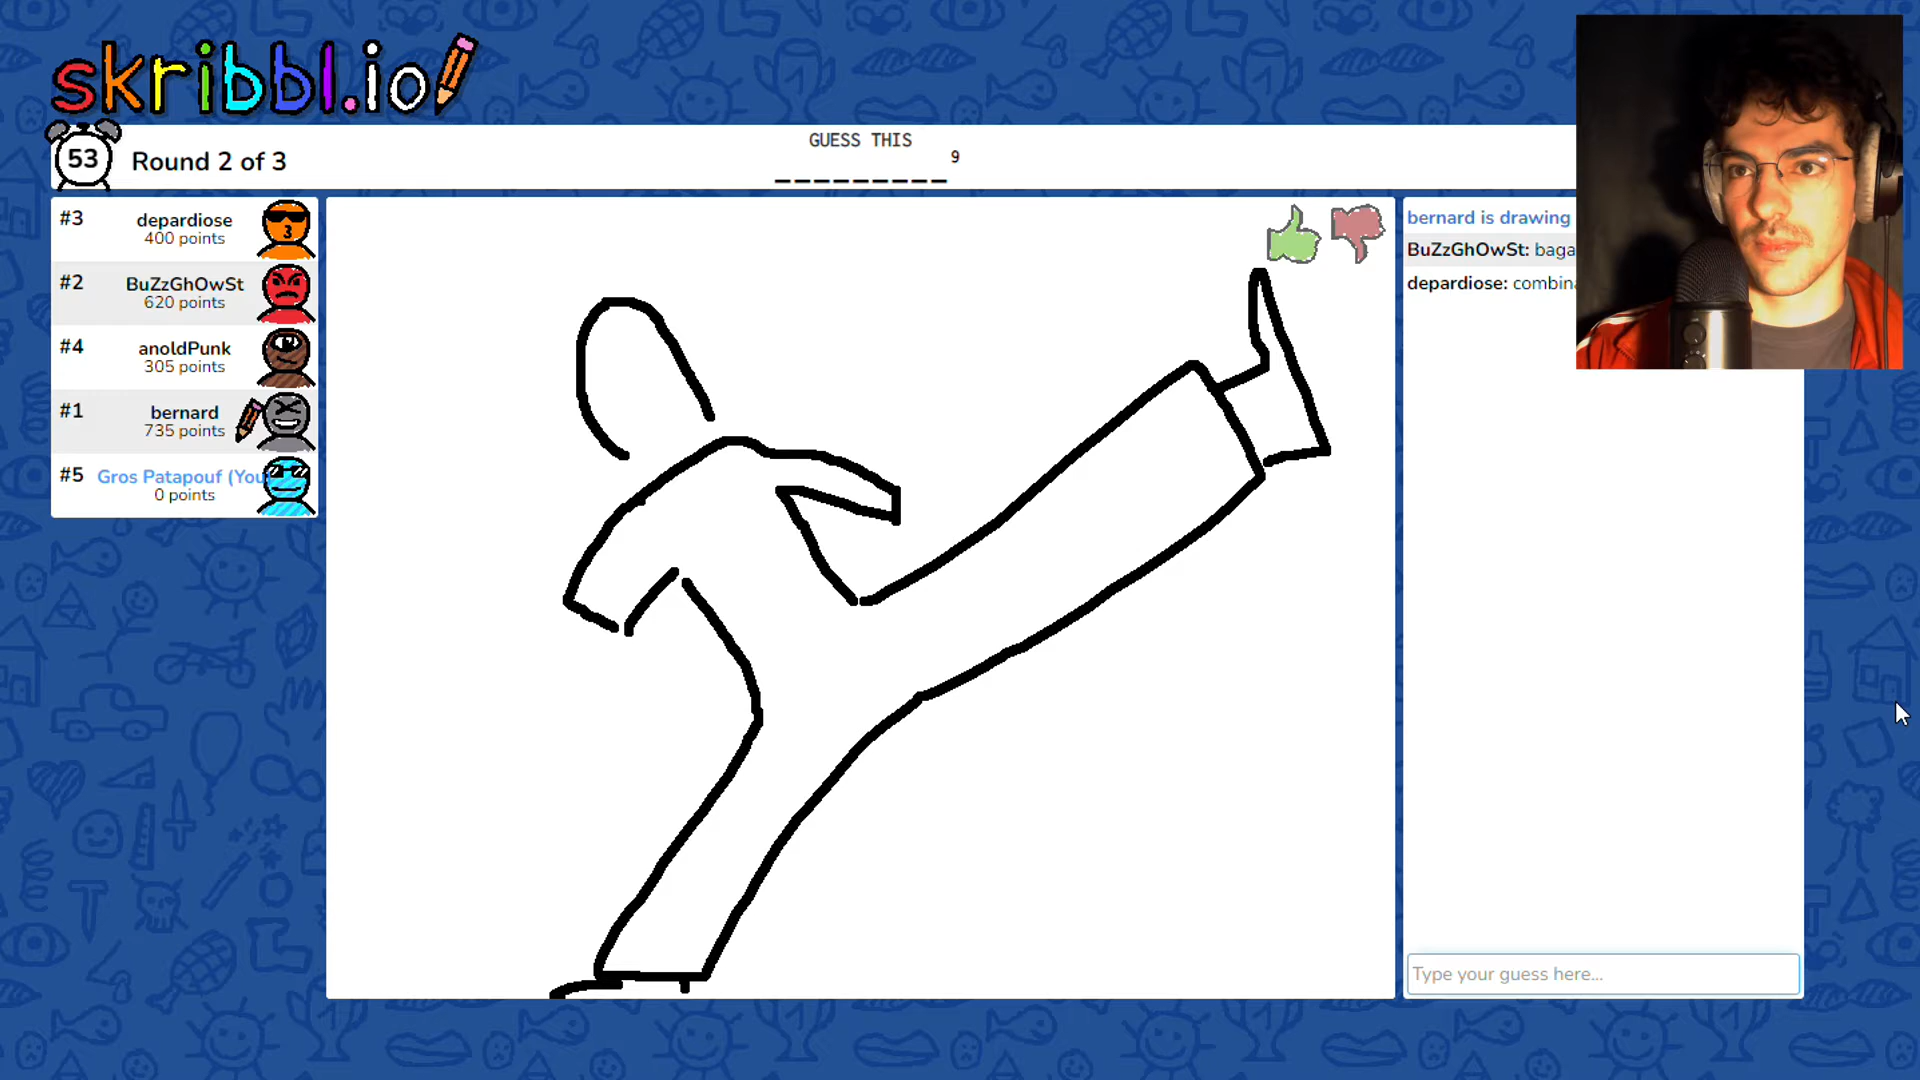 skribbl.io
53
Round 2 of 3
GUESS THIS
_________ 9
#3 depardiose
400 points
#2 BuZzGhOwSt
620 points
#4 anoldPunk
305 points
#1 bernard
735 points
#5 Gros Patapouf (You
0 points
bernard is drawing
BuZzGhOwSt: baga
depardiose: combina
Type your guess here...